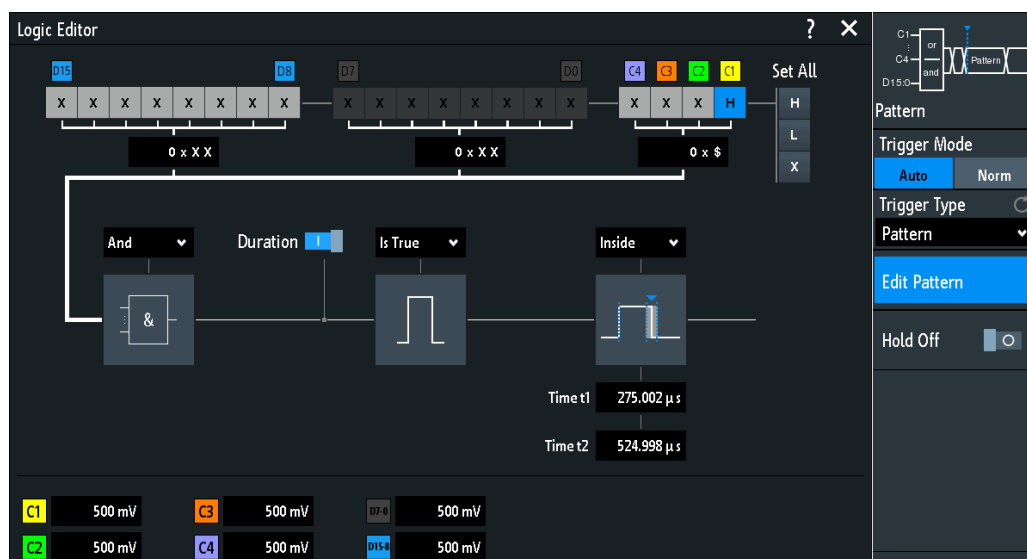 Logic Editor ? ×
C1
⋮
C4
D15:0
or
and
Pattern
D15 D8 D7 D0 C4 C3 C2 C1 Set All
X X X X X X X X X X X X X X X X X X X H H
L
X
0 x X X 0 x X X 0 x $
Pattern
Trigger Mode
Auto Norm
Trigger Type
Pattern
Edit Pattern
Hold Off O
And Duration I Is True Inside
&
Time t1 275.002 µs
Time t2 524.998 µs
C1 500 mV C3 500 mV D7-0 500 mV
C2 500 mV C4 500 mV D15-8 500 mV